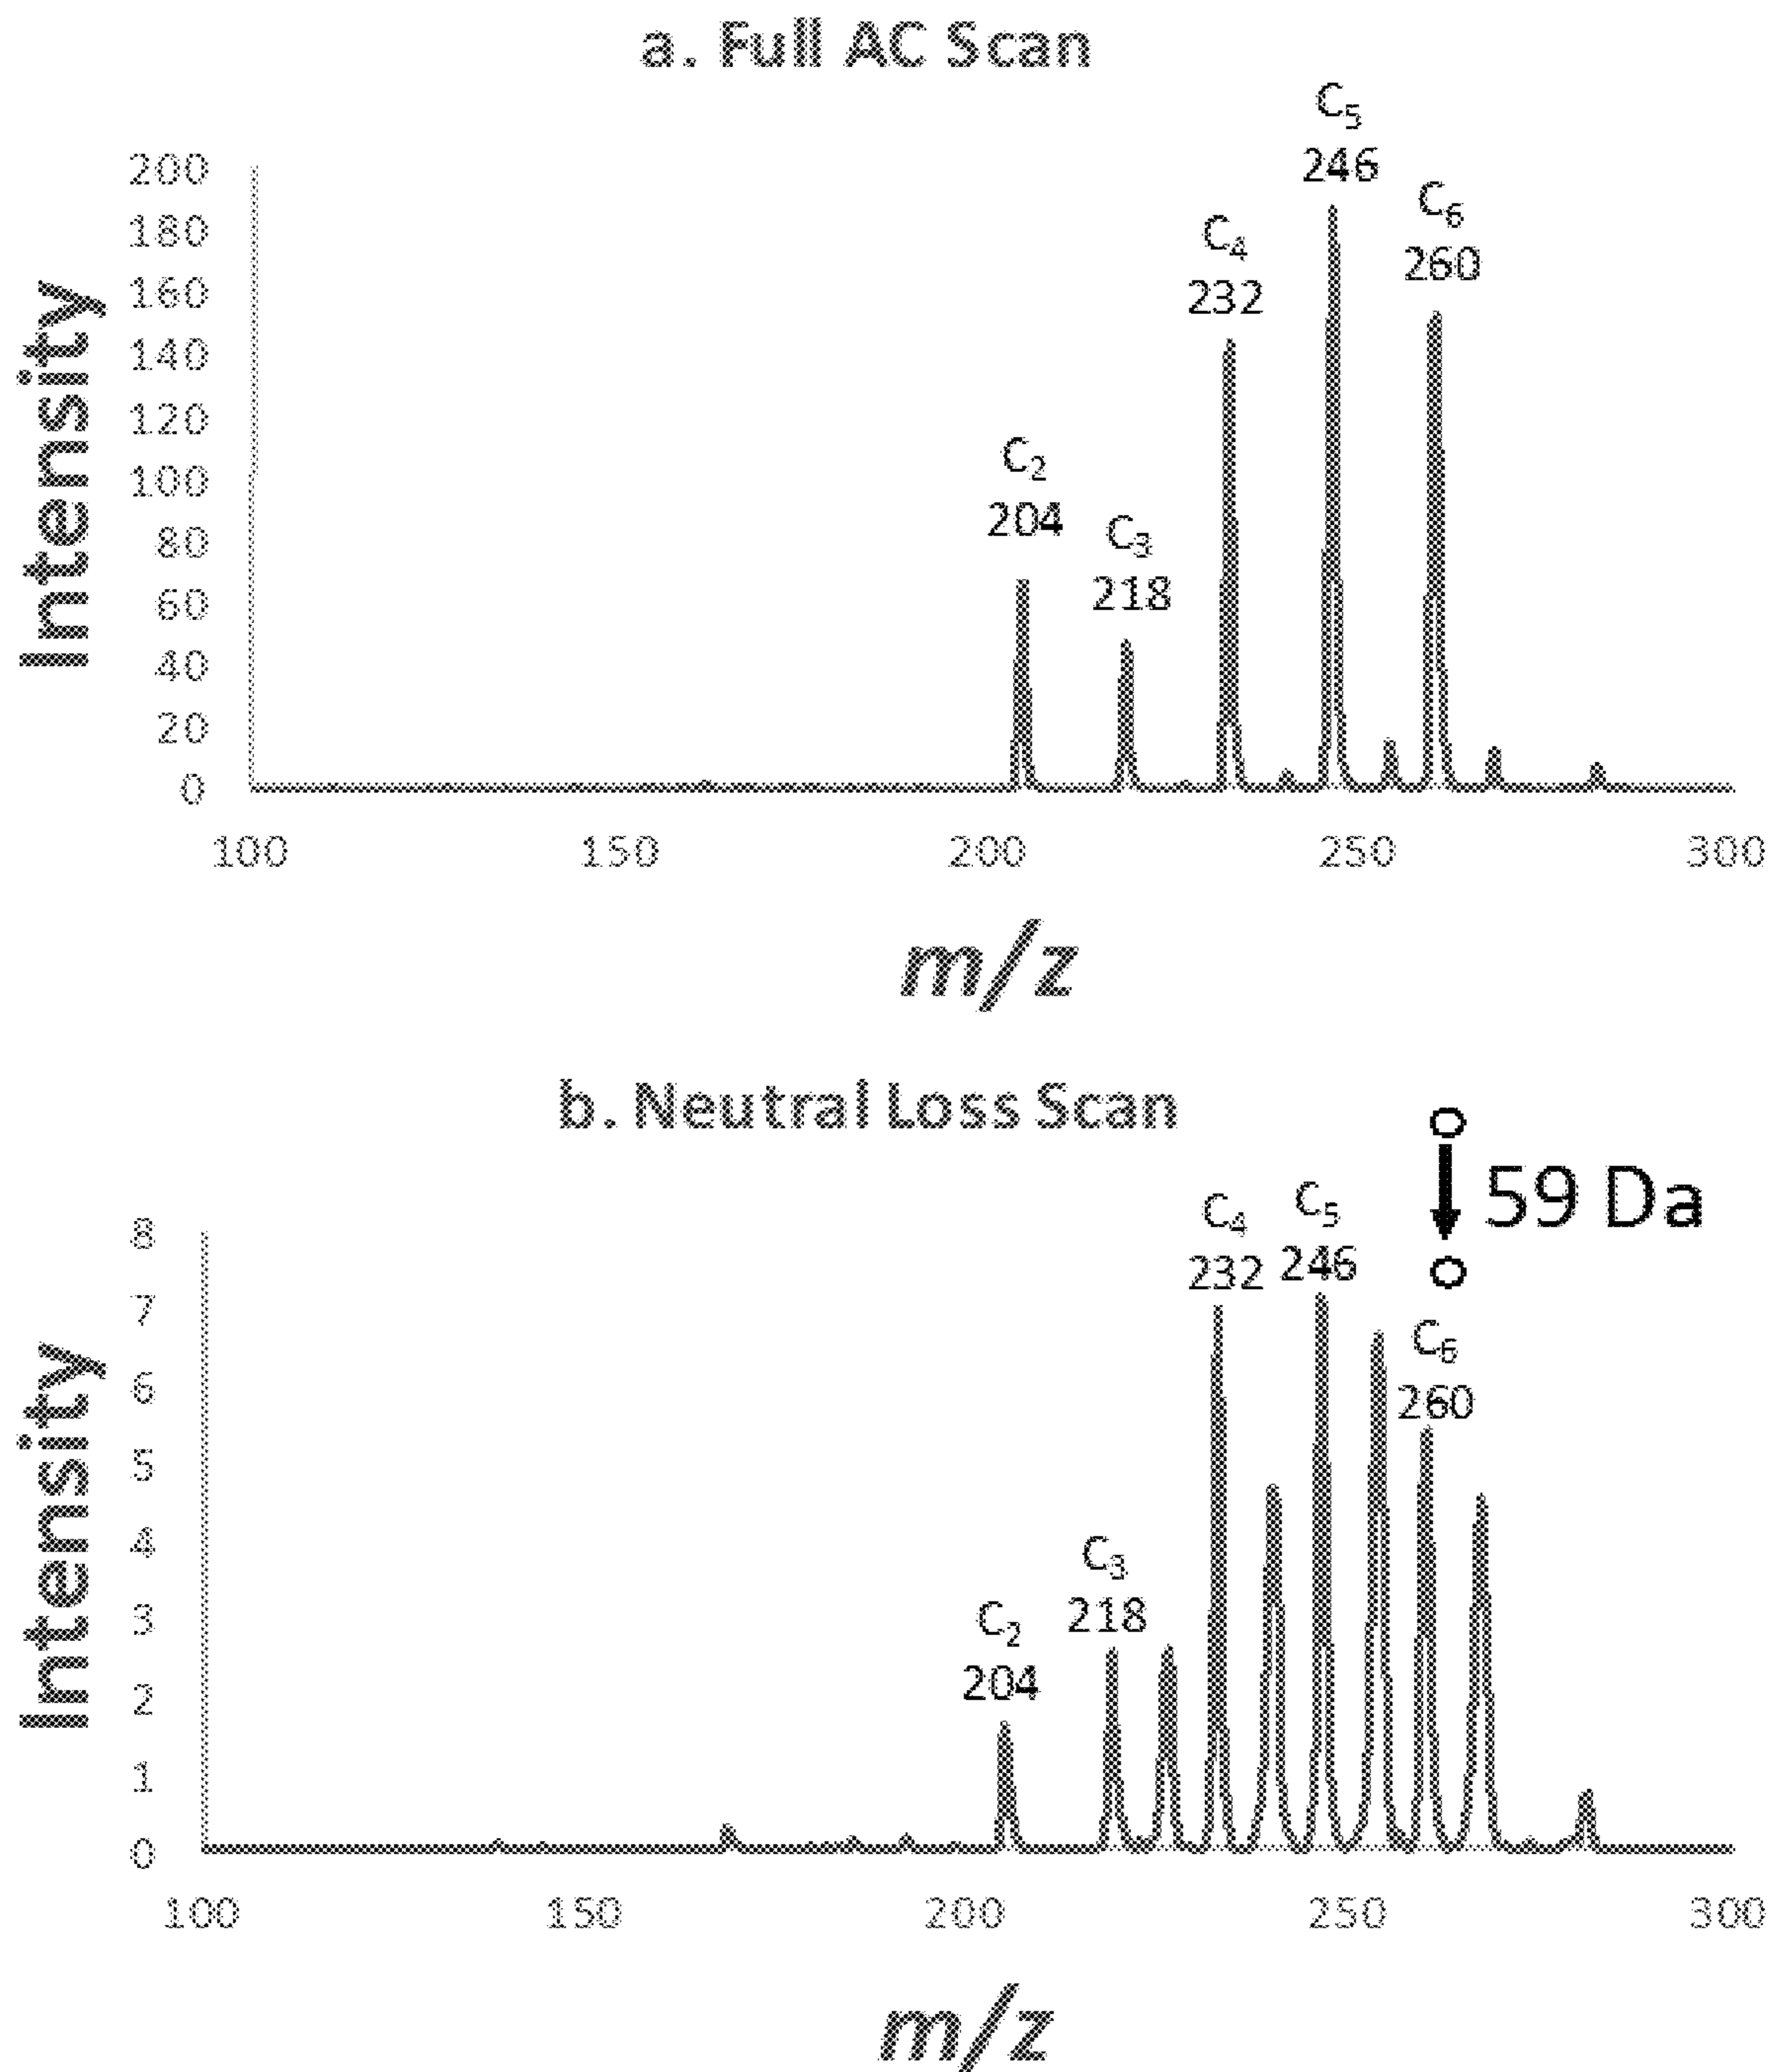 a. Full AC Scan
C₅
246
C₆
260
C₄
232
C₂
204
C₃
218
200
180
160
140
120
100
80
60
40
20
0
Intensity
100 150 200 250 300
m/z
b. Neutral Loss Scan
59 Da
C₄
232
C₅
246
C₆
260
C₃
218
C₂
204
8
7
6
5
4
3
2
1
0
Intensity
100 150 200 250 300
m/z